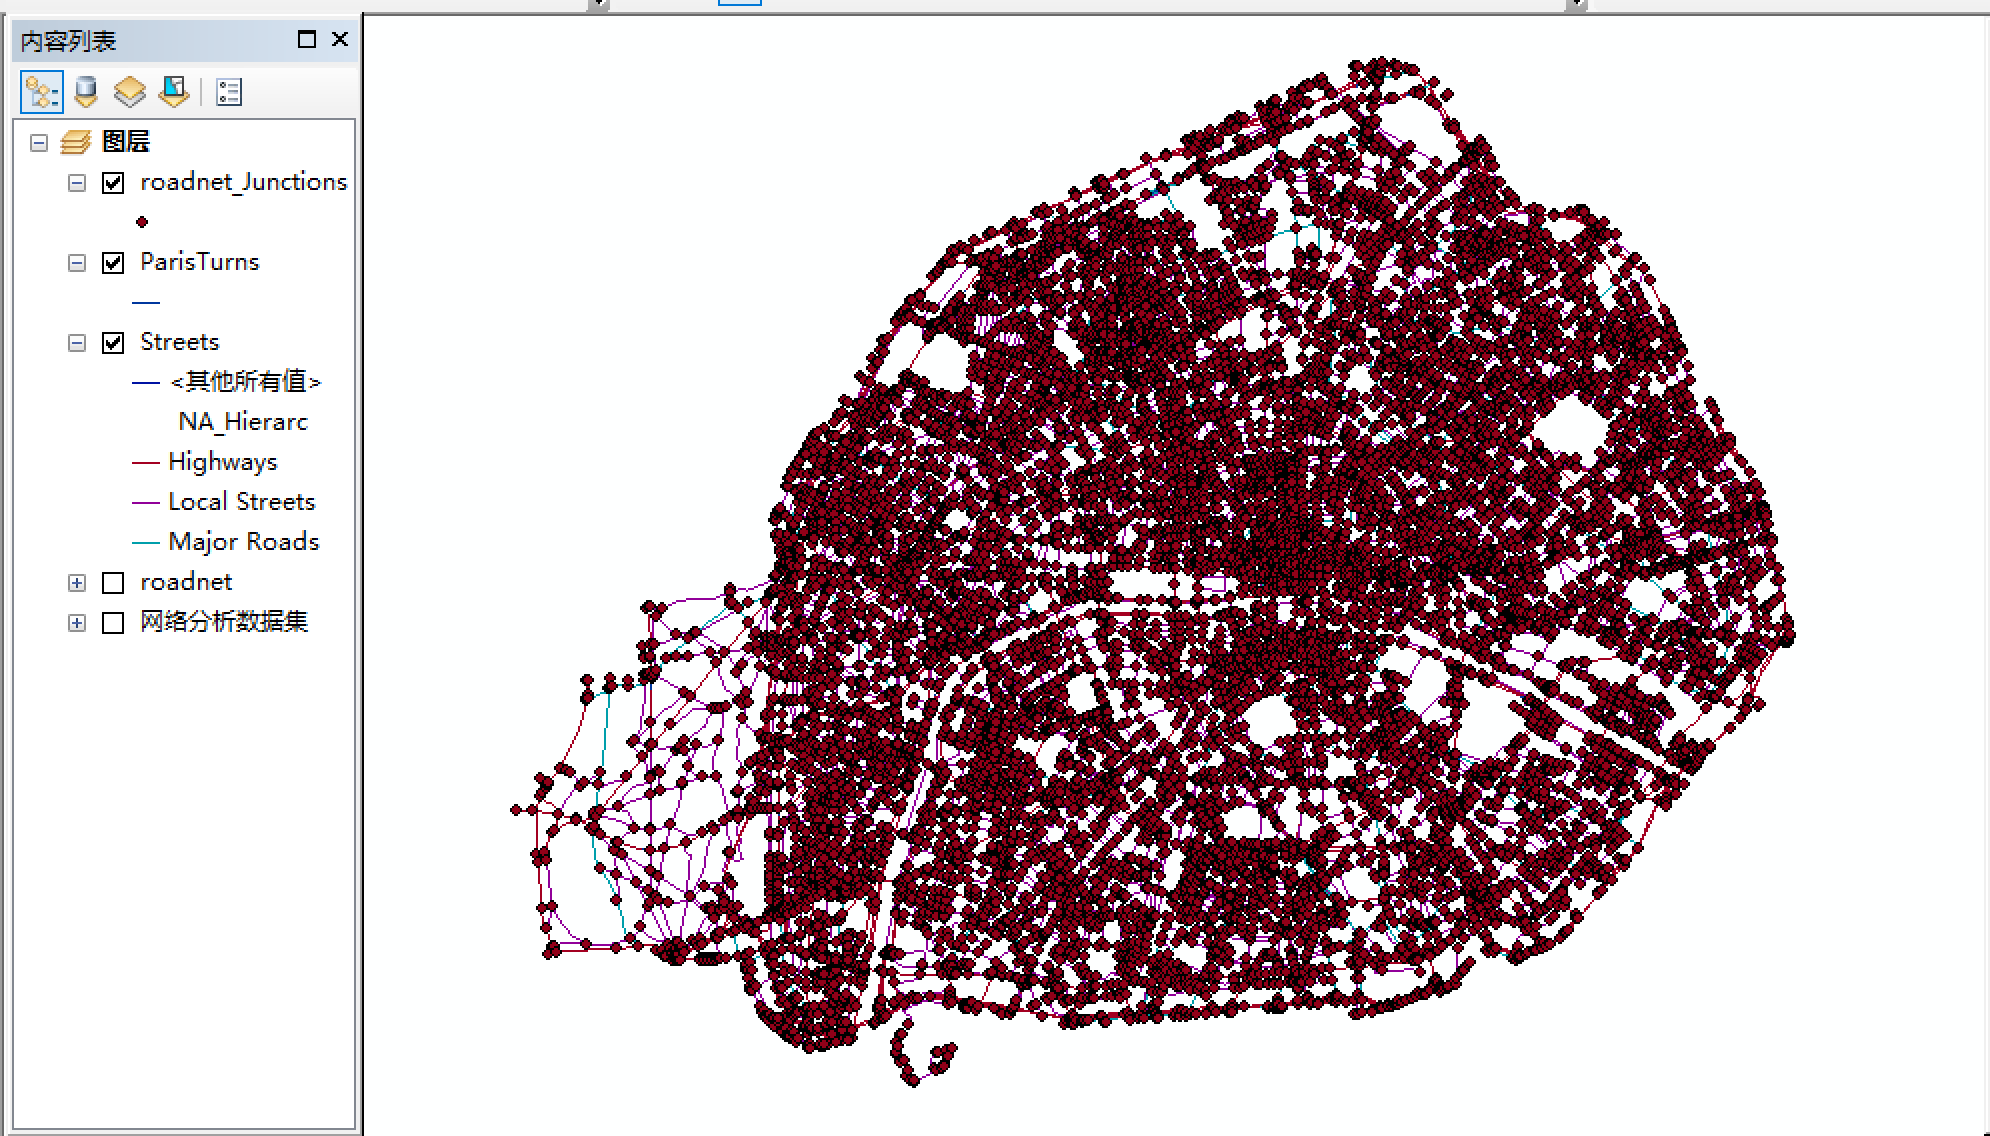 内容列表
图层
roadnet_Junctions
ParisTurns
Streets
<其他所有值>
NA_Hierarc
Highways
Local Streets
Major Roads
roadnet
网络分析数据集